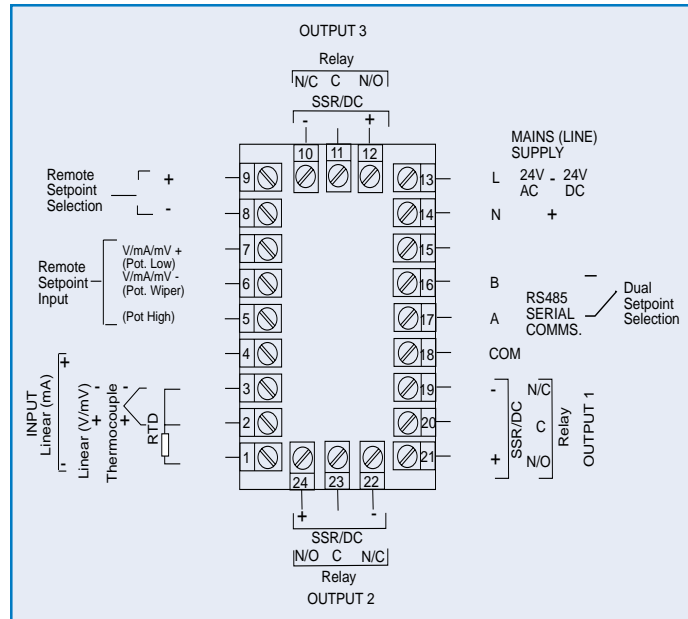 OUTPUT 3
Relay
N/C C N/O
SSR/DC
- +
10 11 12
Remote
Setpoint
Selection
+
-
9
8
Remote
Setpoint
Input
V/mA/mV +
(Pot. Low)
V/mA/mV -
(Pot. Wiper)
(Pot High)
7
6
5
4
3
2
1
INPUT
Linear (mA)
+
-
Linear (V/mV)
- +
Thermocouple
- +
RTD
MAINS (LINE)
SUPPLY
13 L 24V - 24V
AC DC
14 N +
15
16 B
17 A
RS485
SERIAL
COMMS.
Dual
Setpoint
Selection
18 COM
19 - N/C
20 C
21 + N/O
SSR/DC
Relay
OUTPUT 1
24 23 22
+ -
SSR/DC
N/O C N/C
Relay
OUTPUT 2